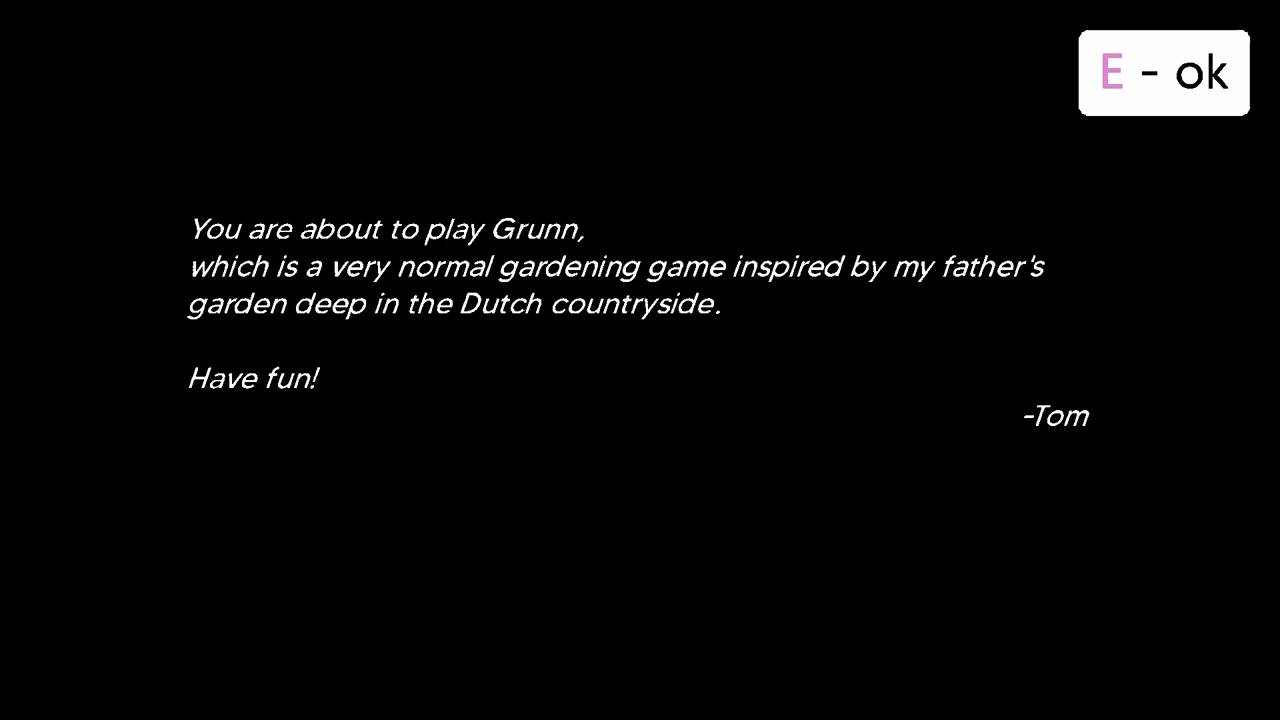 E - ok
You are about to play Grunn,
which is a very normal gardening game inspired by my father's
garden deep in the Dutch countryside.
Have fun!
-Tom